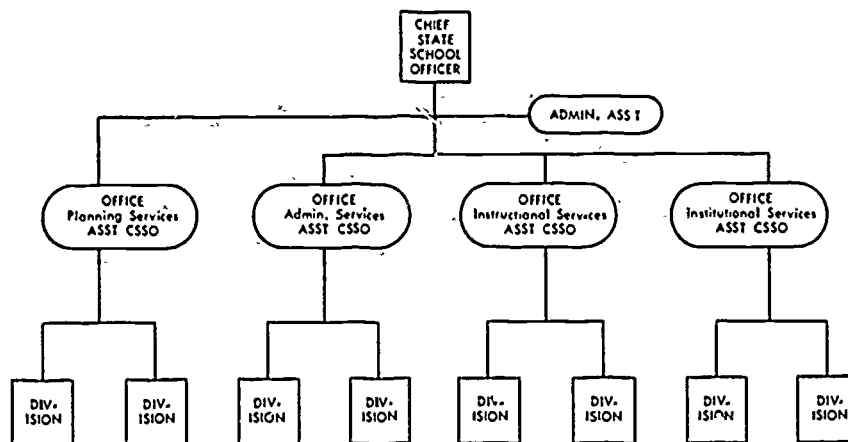 CHIEF
STATE
SCHOOL
OFFICER
ADMIN. ASST
OFFICE
Planning Services
ASST CSSO
OFFICE
Admin. Services
ASST CSSO
OFFICE
Instructional Services
ASST CSSO
OFFICE
Institutional Services
ASST CSSO
DIV-
ISION
DIV-
ISION
DIV-
ISION
DIV-
ISION
DIV-
ISION
DIV-
ISION
DIV-
ISION
DIV-
ISION